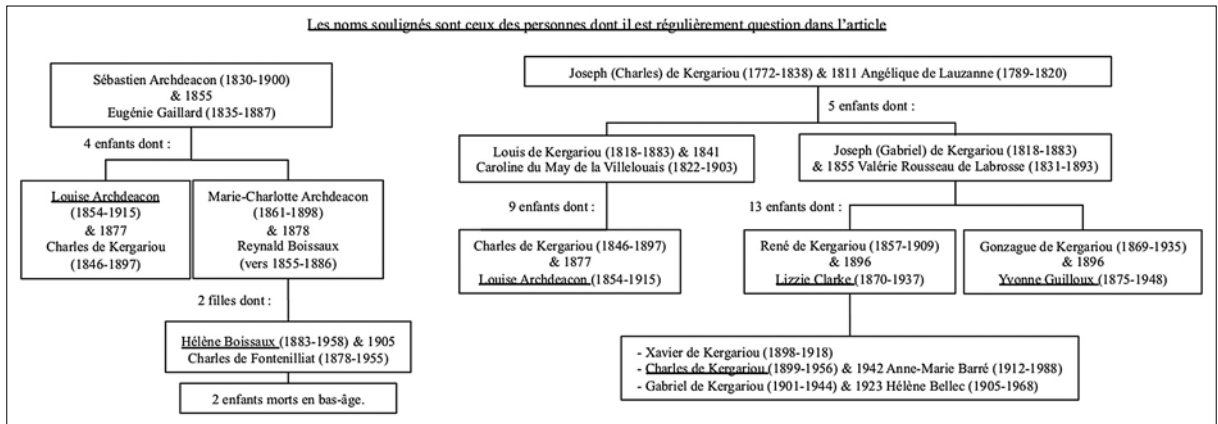 Les noms soulignés sont ceux des personnes dont il est régulièrement question dans l'article
Sébastien Archdeacon (1830-1900)
& 1855
Eugénie Gaillard (1835-1887)
4 enfants dont :
Louise Archdeacon
(1854-1915)
& 1877
Charles de Kergariou
(1846-1897)
Marie-Charlotte Archdeacon
(1861-1898)
& 1878
Reynald Boissaux
(vers 1855-1886)
2 filles dont :
Hélène Boissaux (1883-1958) & 1905
Charles de Fontenilliat (1878-1955)
2 enfants morts en bas-âge.
Joseph (Charles) de Kergariou (1772-1838) & 1811 Angélique de Lauzanne (1789-1820)
5 enfants dont :
Louis de Kergariou (1818-1883) & 1841
Caroline du May de la Villelouais (1822-1903)
Joseph (Gabriel) de Kergariou (1818-1883)
& 1855 Valérie Rousseau de Labrosse (1831-1893)
9 enfants dont :
Charles de Kergariou (1846-1897)
& 1877
Louise Archdeacon (1854-1915)
13 enfants dont :
René de Kergariou (1857-1909)
& 1896
Lizzie Clarke (1870-1937)
Gonzague de Kergariou (1869-1935)
& 1896
Yvonne Guilloux (1875-1948)
- Xavier de Kergariou (1898-1918)
- Charles de Kergariou (1899-1956) & 1942 Anne-Marie Barré (1912-1988)
- Gabriel de Kergariou (1901-1944) & 1923 Hélène Bellec (1905-1968)